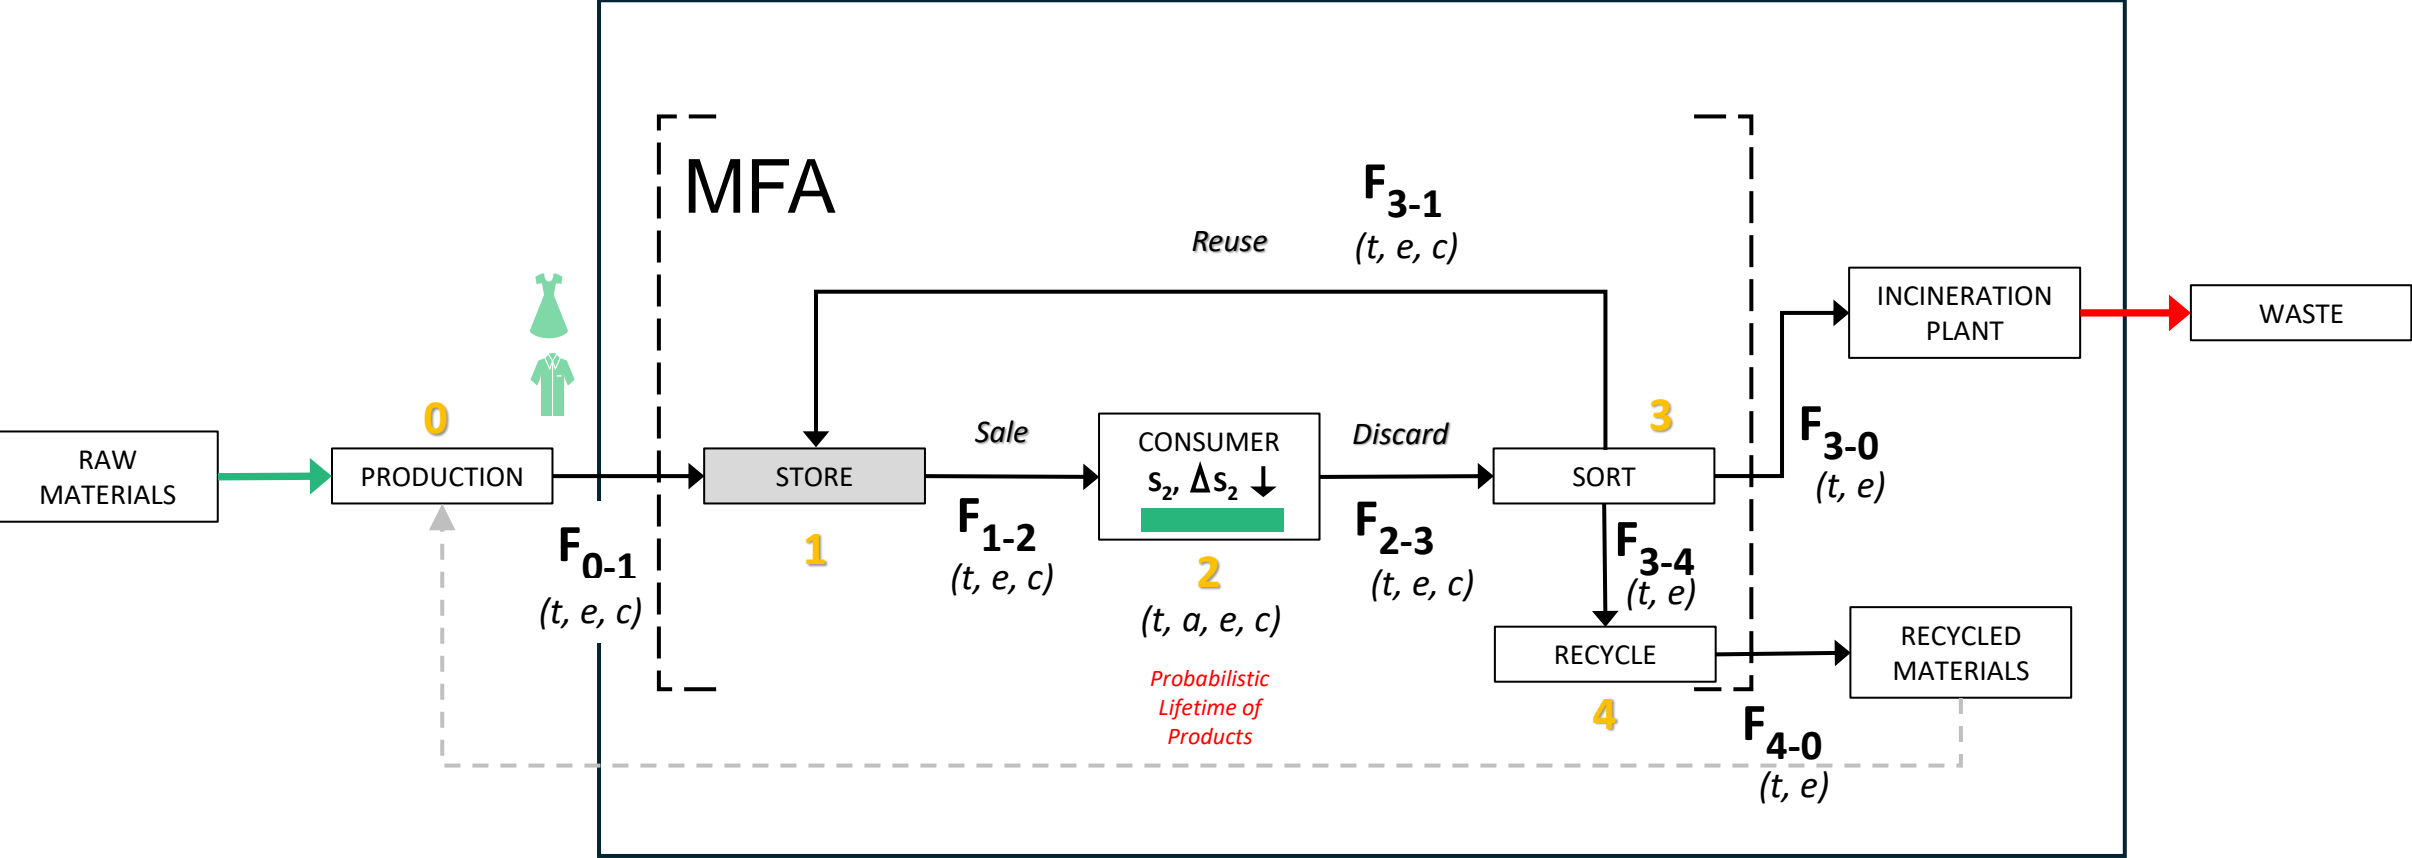 MFA
F3-1
(t, e, c)
Reuse
INCINERATION
PLANT
WASTE
0
3
Sale
Discard
F3-0
(t, e)
RAW
MATERIALS
PRODUCTION
STORE
CONSUMER
S2, ΔS2 ↓
SORT
F0-1
(t, e, c)
1
F1-2
(t, e, c)
2
(t, a, e, c)
F2-3
(t, e, c)
F3-4
(t, e)
Probabilistic
Lifetime of
Products
RECYCLE
4
RECYCLED
MATERIALS
F4-0
(t, e)